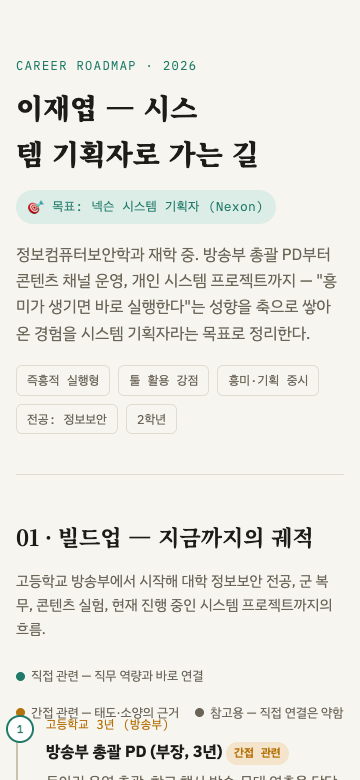 CAREER ROADMAP · 2026
이재엽 — 시스
템 기획자로 가는 길
🎯 목표: 넥슨 시스템 기획자 (Nexon)
정보컴퓨터보안학과 재학 중. 방송부 총괄 PD부터
콘텐츠 채널 운영, 개인 시스템 프로젝트까지 — "흥
미가 생기면 바로 실행한다"는 성향을 축으로 쌓아
온 경험을 시스템 기획자라는 목표로 정리한다.
즉흥적 실행형 툴 활용 강점 흥미·기획 중시
전공: 정보보안 2학년
01 · 빌드업 — 지금까지의 궤적
고등학교 방송부에서 시작해 대학 정보보안 전공, 군 복
무, 콘텐츠 실험, 현재 진행 중인 시스템 프로젝트까지의
흐름.
직접 관련 — 직무 역량과 바로 연결
간접 관련 — 태도·소양의 근거 참고용 — 직접 연결은 약함
1 고등학교 3년 (방송부)
방송부 총괄 PD (부장, 3년) 간접 관련